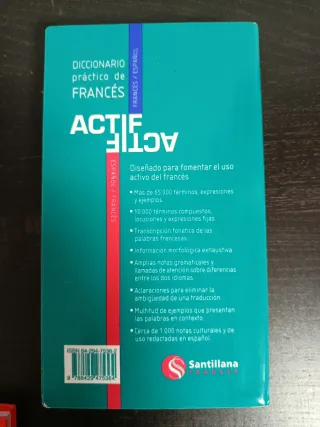 DICCIONARIO
práctico de
FRANCÉS
FRANCÉS / ESPAÑOL
ACTIF
ACTIF
ESPAÑOL / FRANCÉS
Diseñado para fomentar el uso
activo del francés
• Más de 65.000 términos, expresiones
y ejemplos.
• 10.000 términos compuestos,
locuciones y expresiones fijas.
• Transcripción fonética de las
palabras francesas.
• Información morfológica exhaustiva.
• Amplias notas gramaticales y
llamadas de atención sobre diferencias
entre los dos idiomas.
• Aclaraciones para eliminar la
ambigüedad de una traducción.
• Multitud de ejemplos que presentan
las palabras en contexto.
• Cerca de 1.000 notas culturales y de
uso redactadas en español.
Santillana
FRANÇAIS